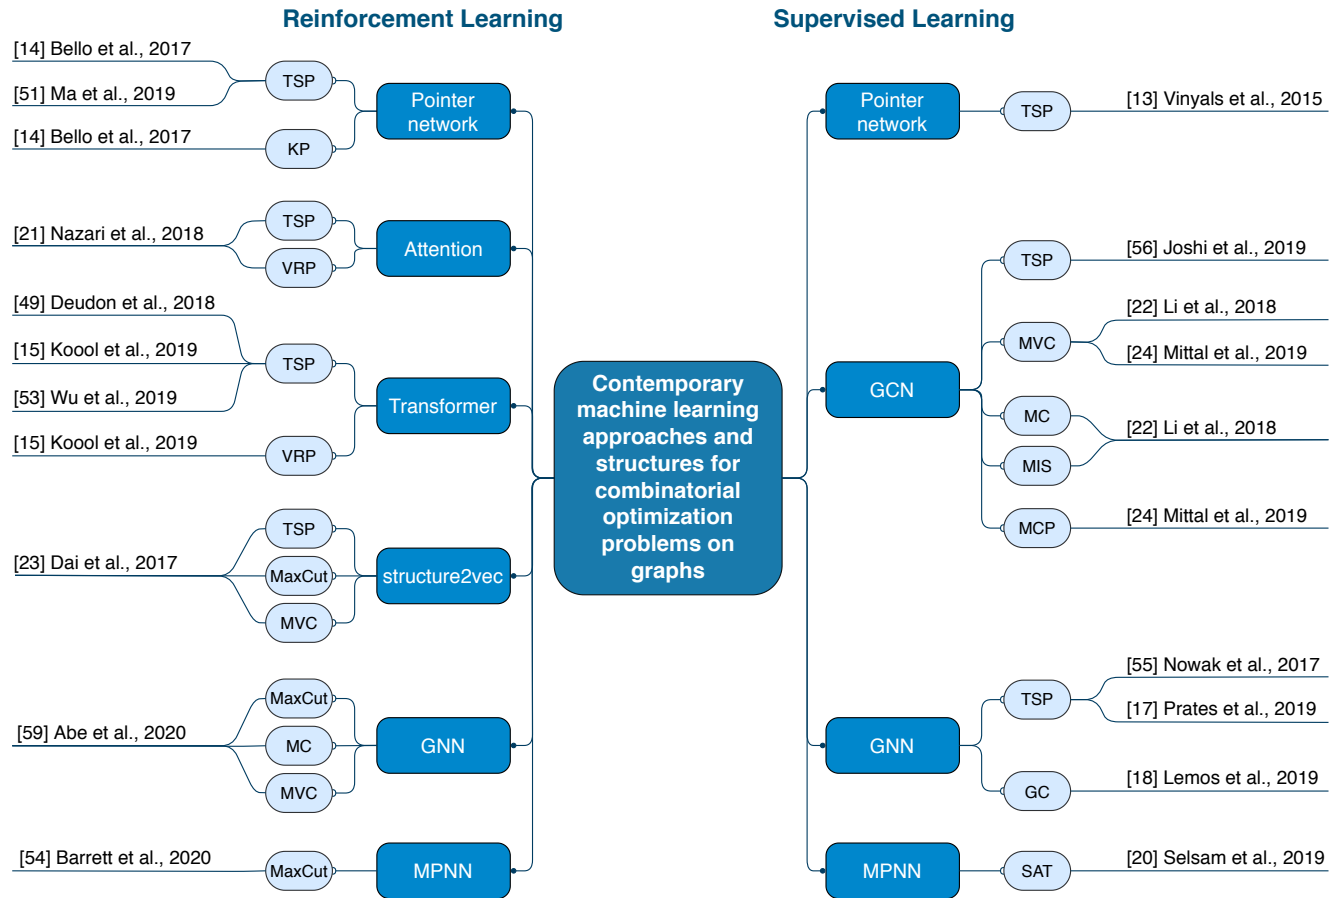 Reinforcement Learning
Supervised Learning
[14] Bello et al., 2017
[51] Ma et al., 2019
[14] Bello et al., 2017
TSP
KP
Pointer
network
[21] Nazari et al., 2018
TSP
VRP
Attention
[49] Deudon et al., 2018
[15] Koool et al., 2019
[53] Wu et al., 2019
[15] Koool et al., 2019
TSP
VRP
Transformer
[23] Dai et al., 2017
TSP
MaxCut
MVC
structure2vec
[59] Abe et al., 2020
MaxCut
MC
MVC
GNN
[54] Barrett et al., 2020
MaxCut
MPNN
Contemporary
machine learning
approaches and
structures for
combinatorial
optimization
problems on
graphs
Pointer
network
TSP
[13] Vinyals et al., 2015
GCN
TSP
[56] Joshi et al., 2019
MVC
[22] Li et al., 2018
[24] Mittal et al., 2019
MC
MIS
[22] Li et al., 2018
MCP
[24] Mittal et al., 2019
GNN
TSP
[55] Nowak et al., 2017
[17] Prates et al., 2019
GC
[18] Lemos et al., 2019
MPNN
SAT
[20] Selsam et al., 2019